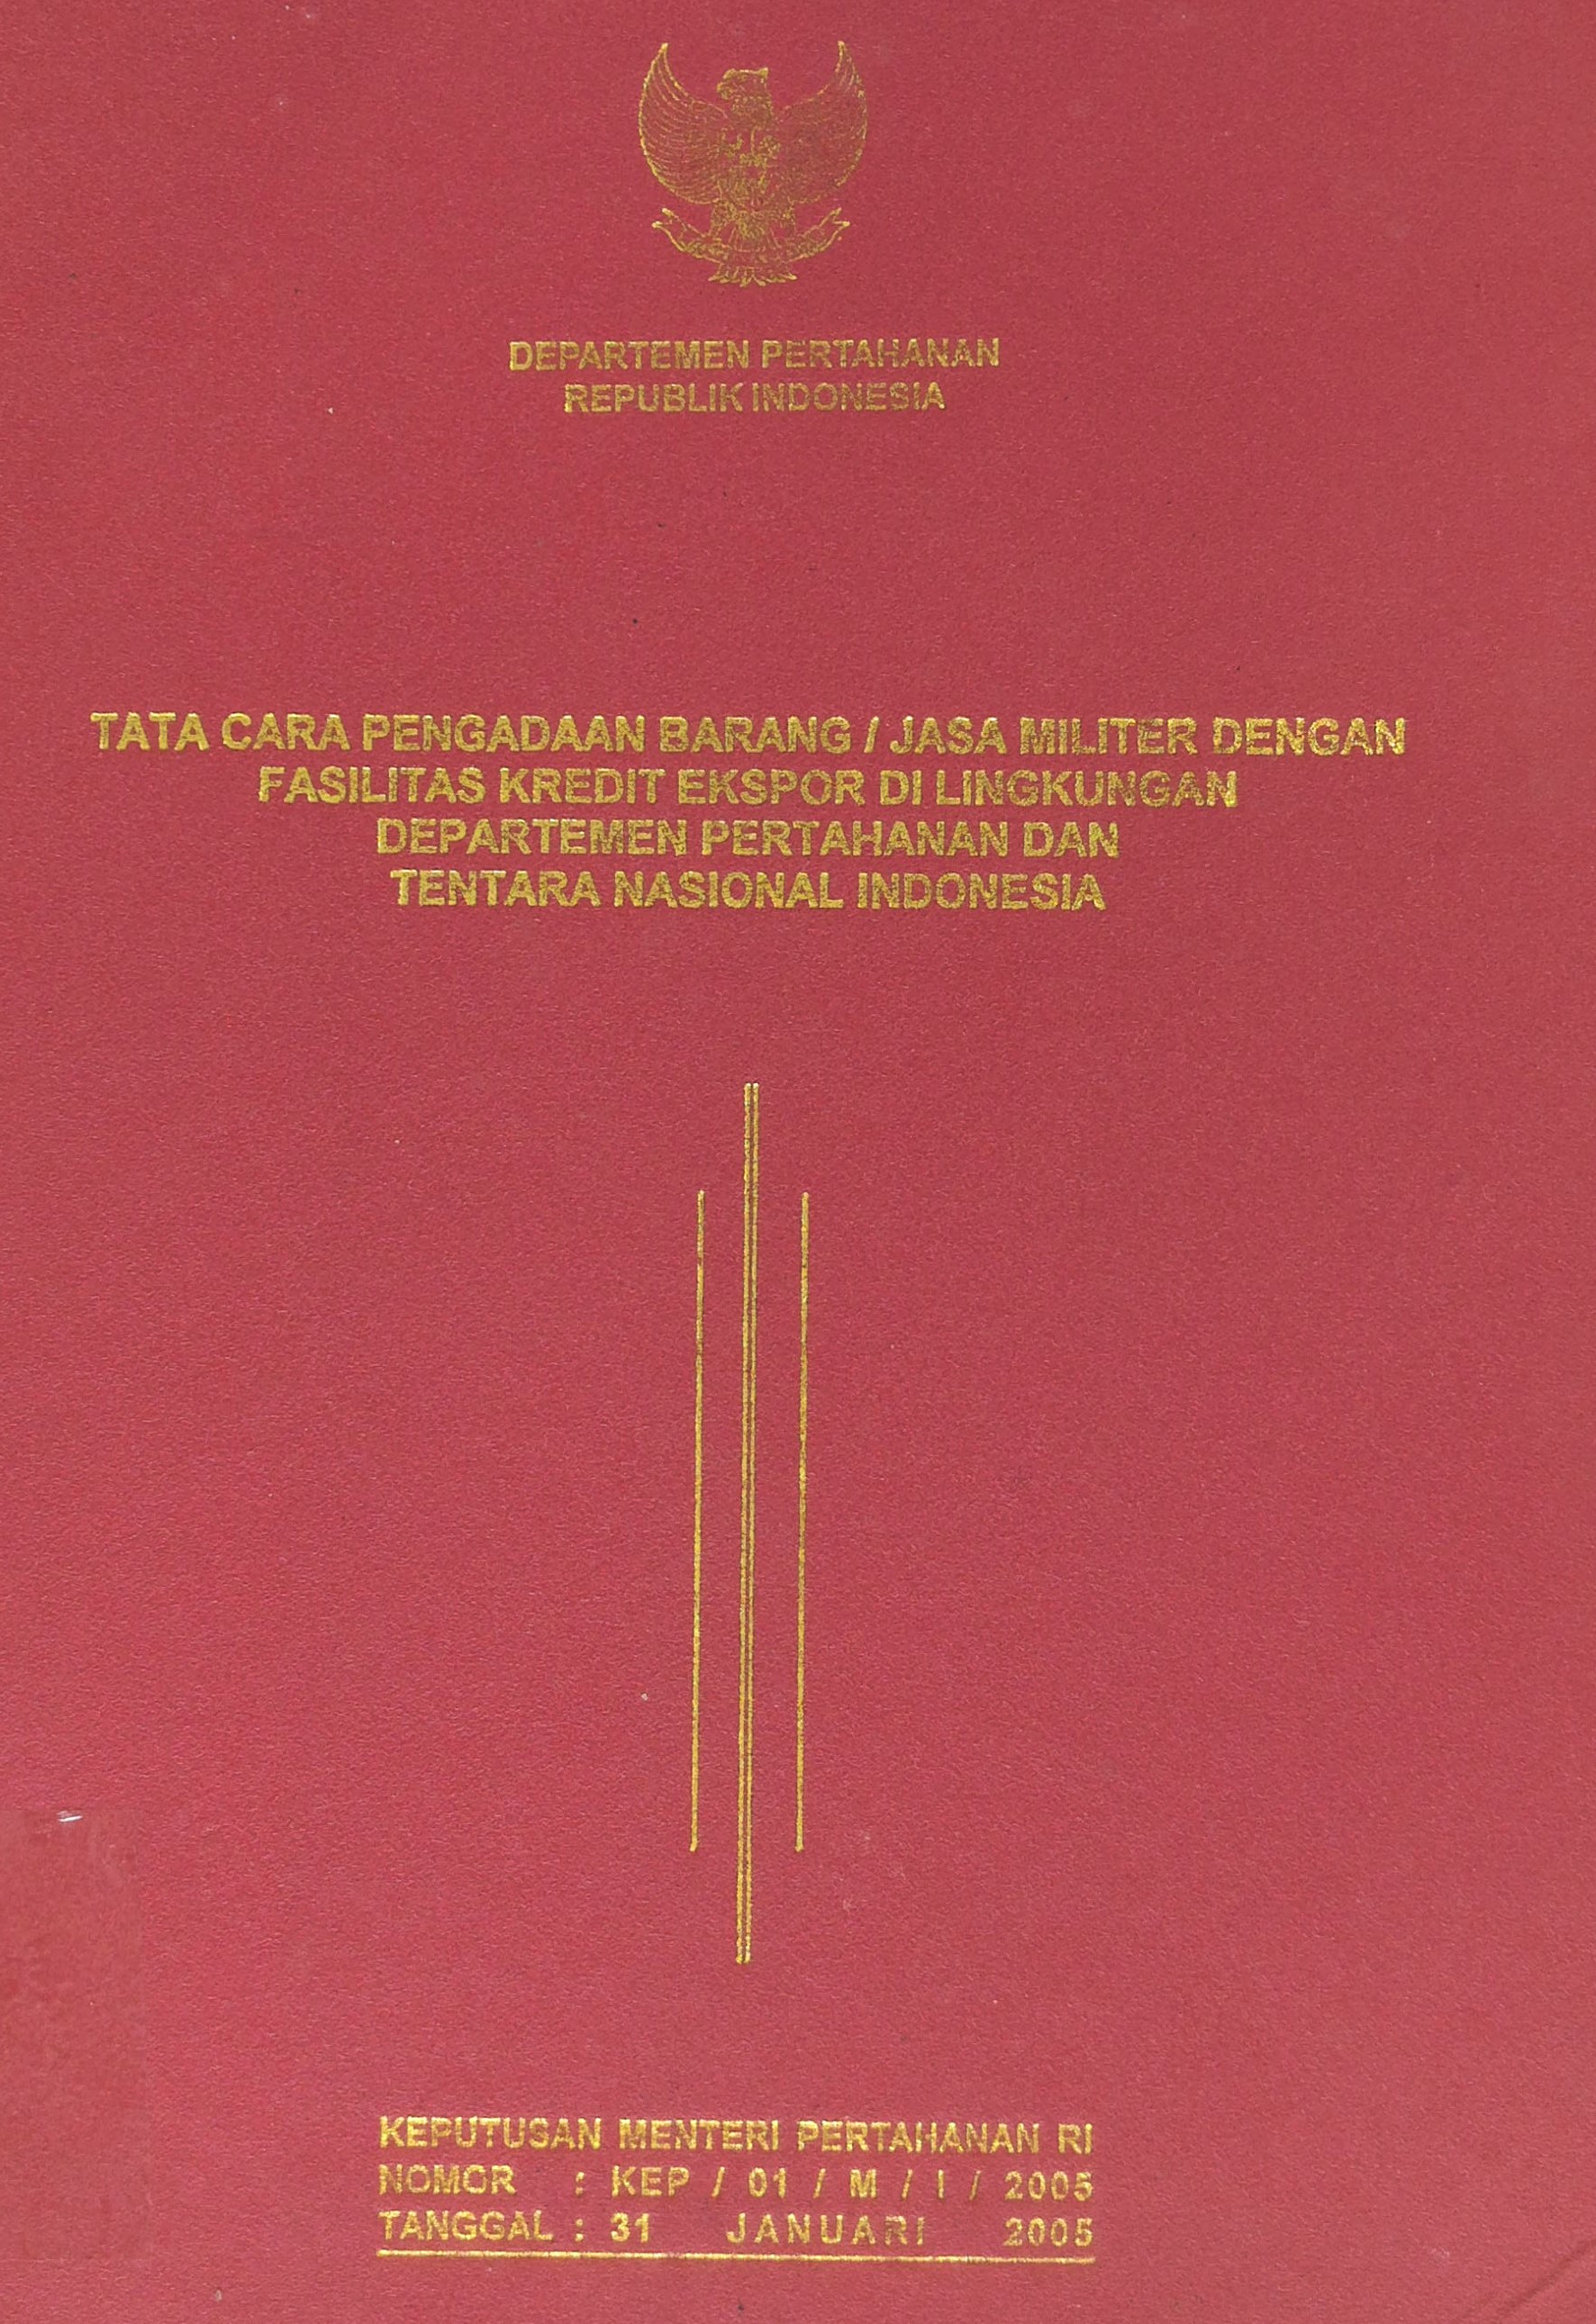 DEPARTEMEN PERTAHANAN
REPUBLIK INDONESIA
TATA CARA PENGADAAN BARANG / JASA MILITER DENGAN
FASILITAS KREDIT EKSPOR DI LINGKUNGAN
DEPARTEMEN PERTAHANAN DAN
TENTARA NASIONAL INDONESIA
KEPUTUSAN MENTERI PERTAHANAN RI
NOMOR : KEP / 01 / M / I / 2005
TANGGAL : 31 JANUARI 2005